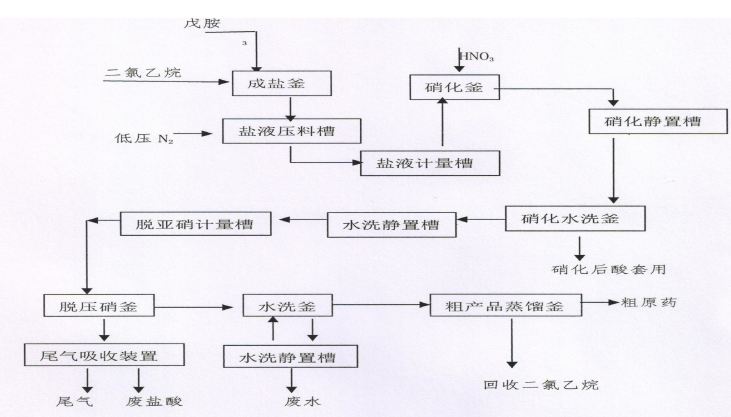 戊胺
3
HNO₃
二氯乙烷
成盐釜
硝化釜
硝化静置槽
低压 N₂
盐液压料槽
盐液计量槽
脱亚硝计量槽
水洗静置槽
硝化水洗釜
硝化后酸套用
脱压硝釜
水洗釜
粗产品蒸馏釜
粗原药
尾气吸收装置
水洗静置槽
回收二氯乙烷
尾气
废盐酸
废水